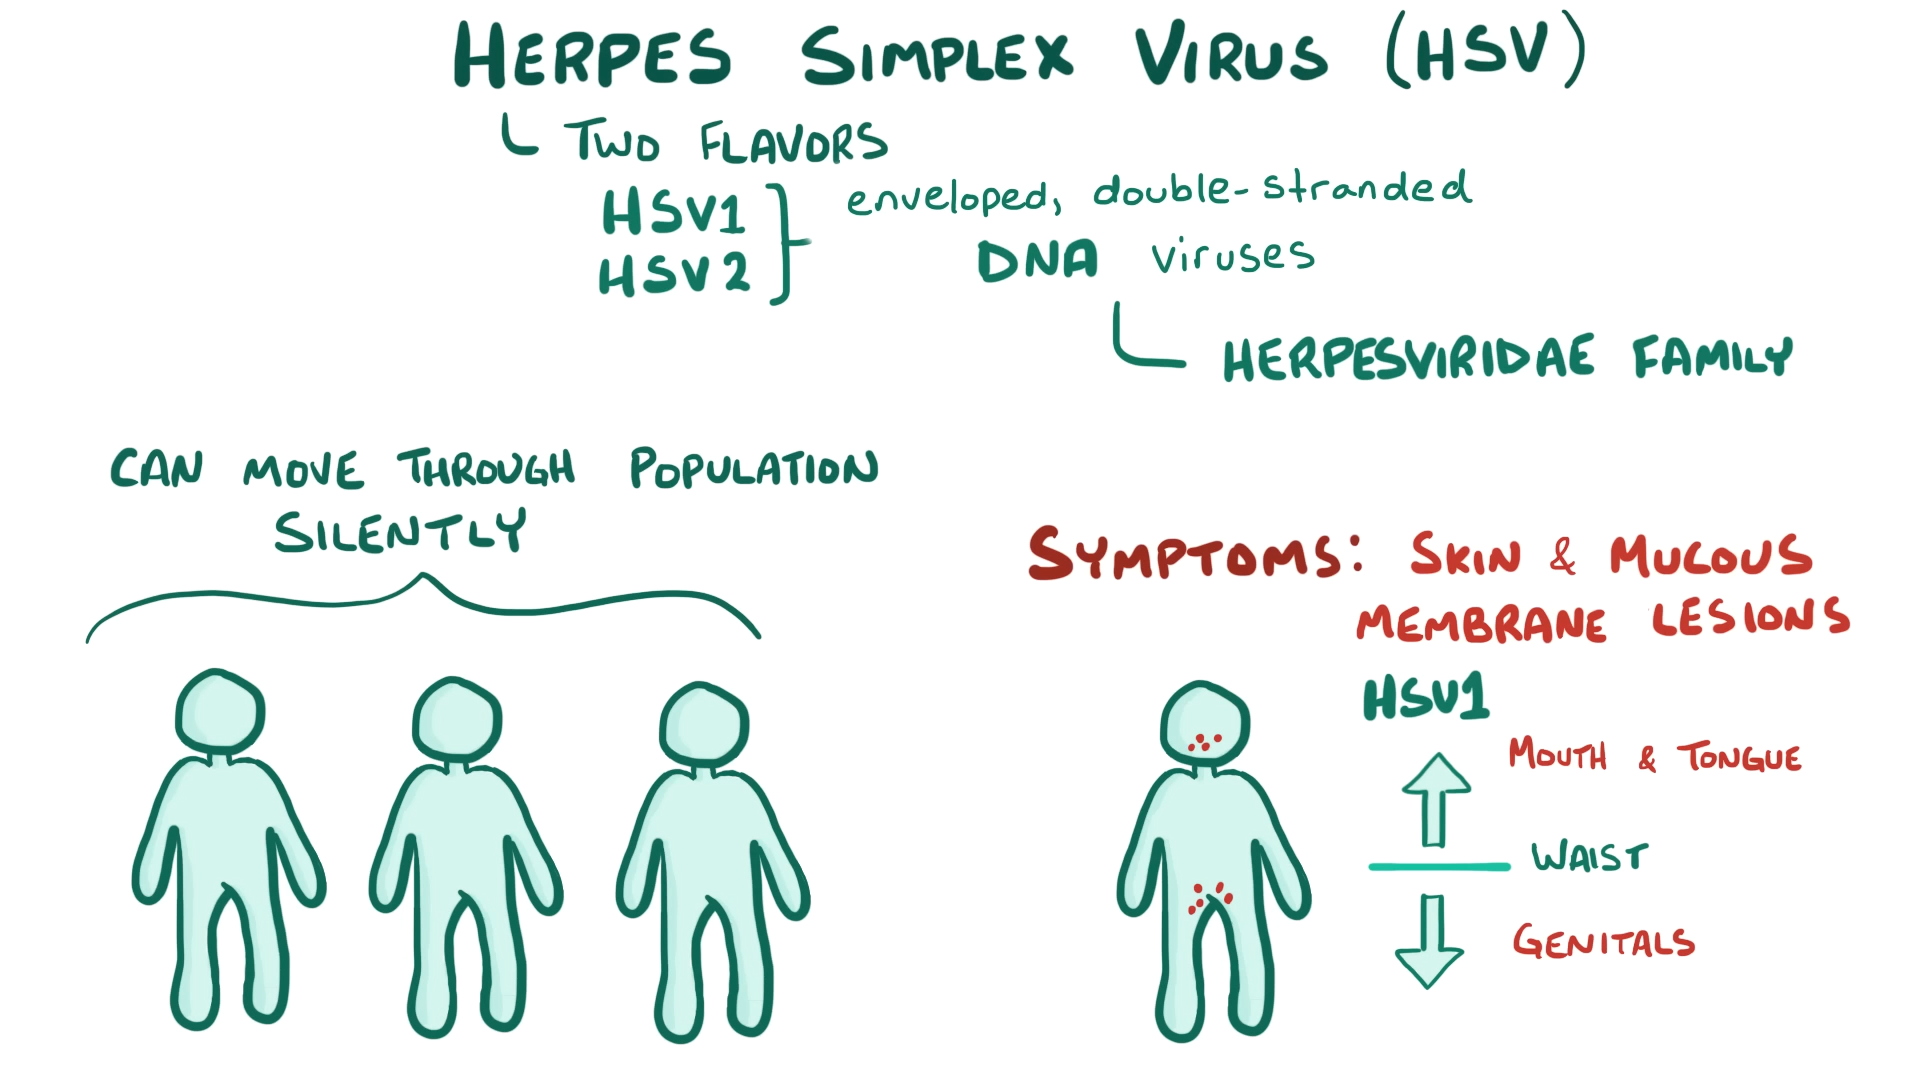 HERPES SIMPLEX VIRUS (HSV)
TWO FLAVORS
HSV1
HSV2
enveloped, double-stranded
DNA viruses
HERPESVIRIDAE FAMILY
CAN MOVE THROUGH POPULATION
SILENTLY
SYMPTOMS: SKIN & MUCOUS
MEMBRANE LESIONS
HSV1
MOUTH & TONGUE
WAIST
GENITALS